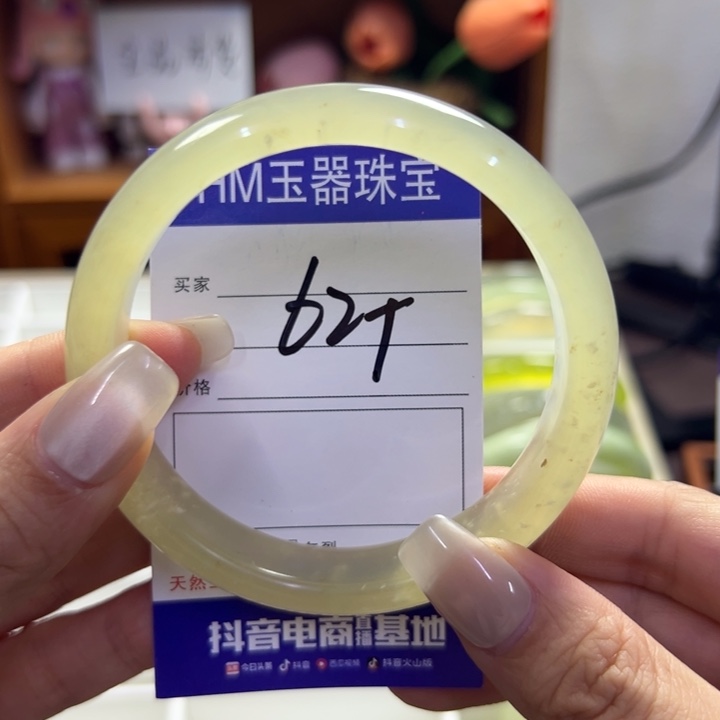 HM玉器珠宝
买家
62+
价格
天然
抖音电商直播基地
今日头条 抖音 西瓜视频 抖音火山版